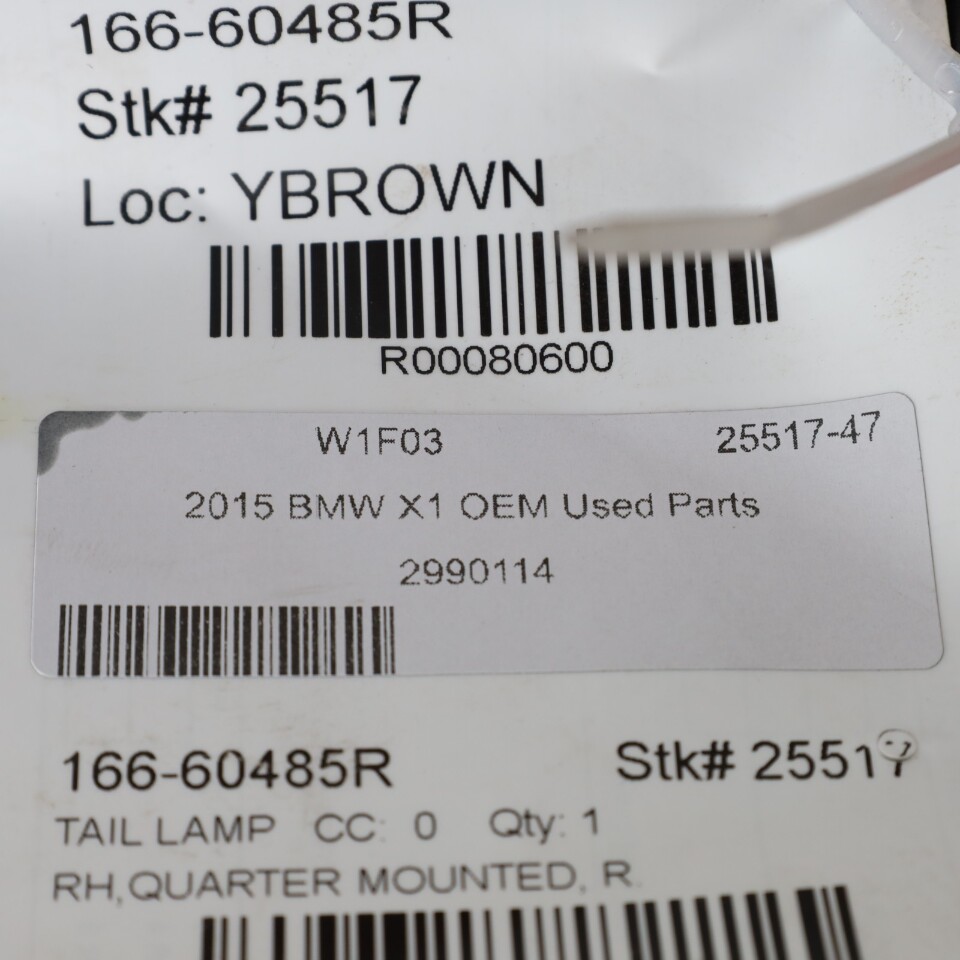 166-60485R
Stk# 25517
Loc: YBROWN
R00080600
W1F03 25517-47
2015 BMW X1 OEM Used Parts
2990114
166-60485R Stk# 25517
TAIL LAMP CC: 0 Qty: 1
RH,QUARTER MOUNTED, R.